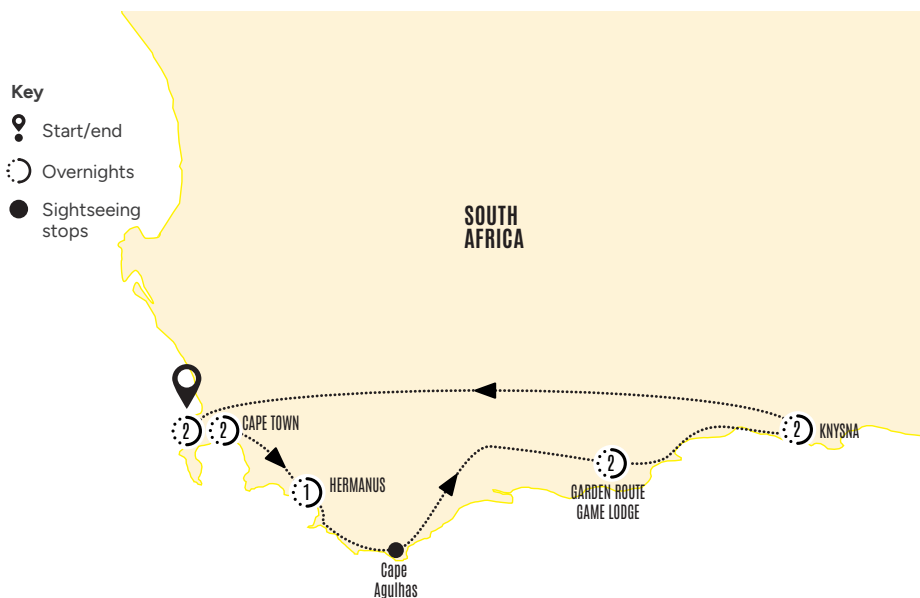 Key
Start/end
Overnights
Sightseeing
stops
SOUTH
AFRICA
2
2
CAPE TOWN
1
HERMANUS
Cape
Agulhas
2
GARDEN ROUTE
GAME LODGE
2
KNYSNA